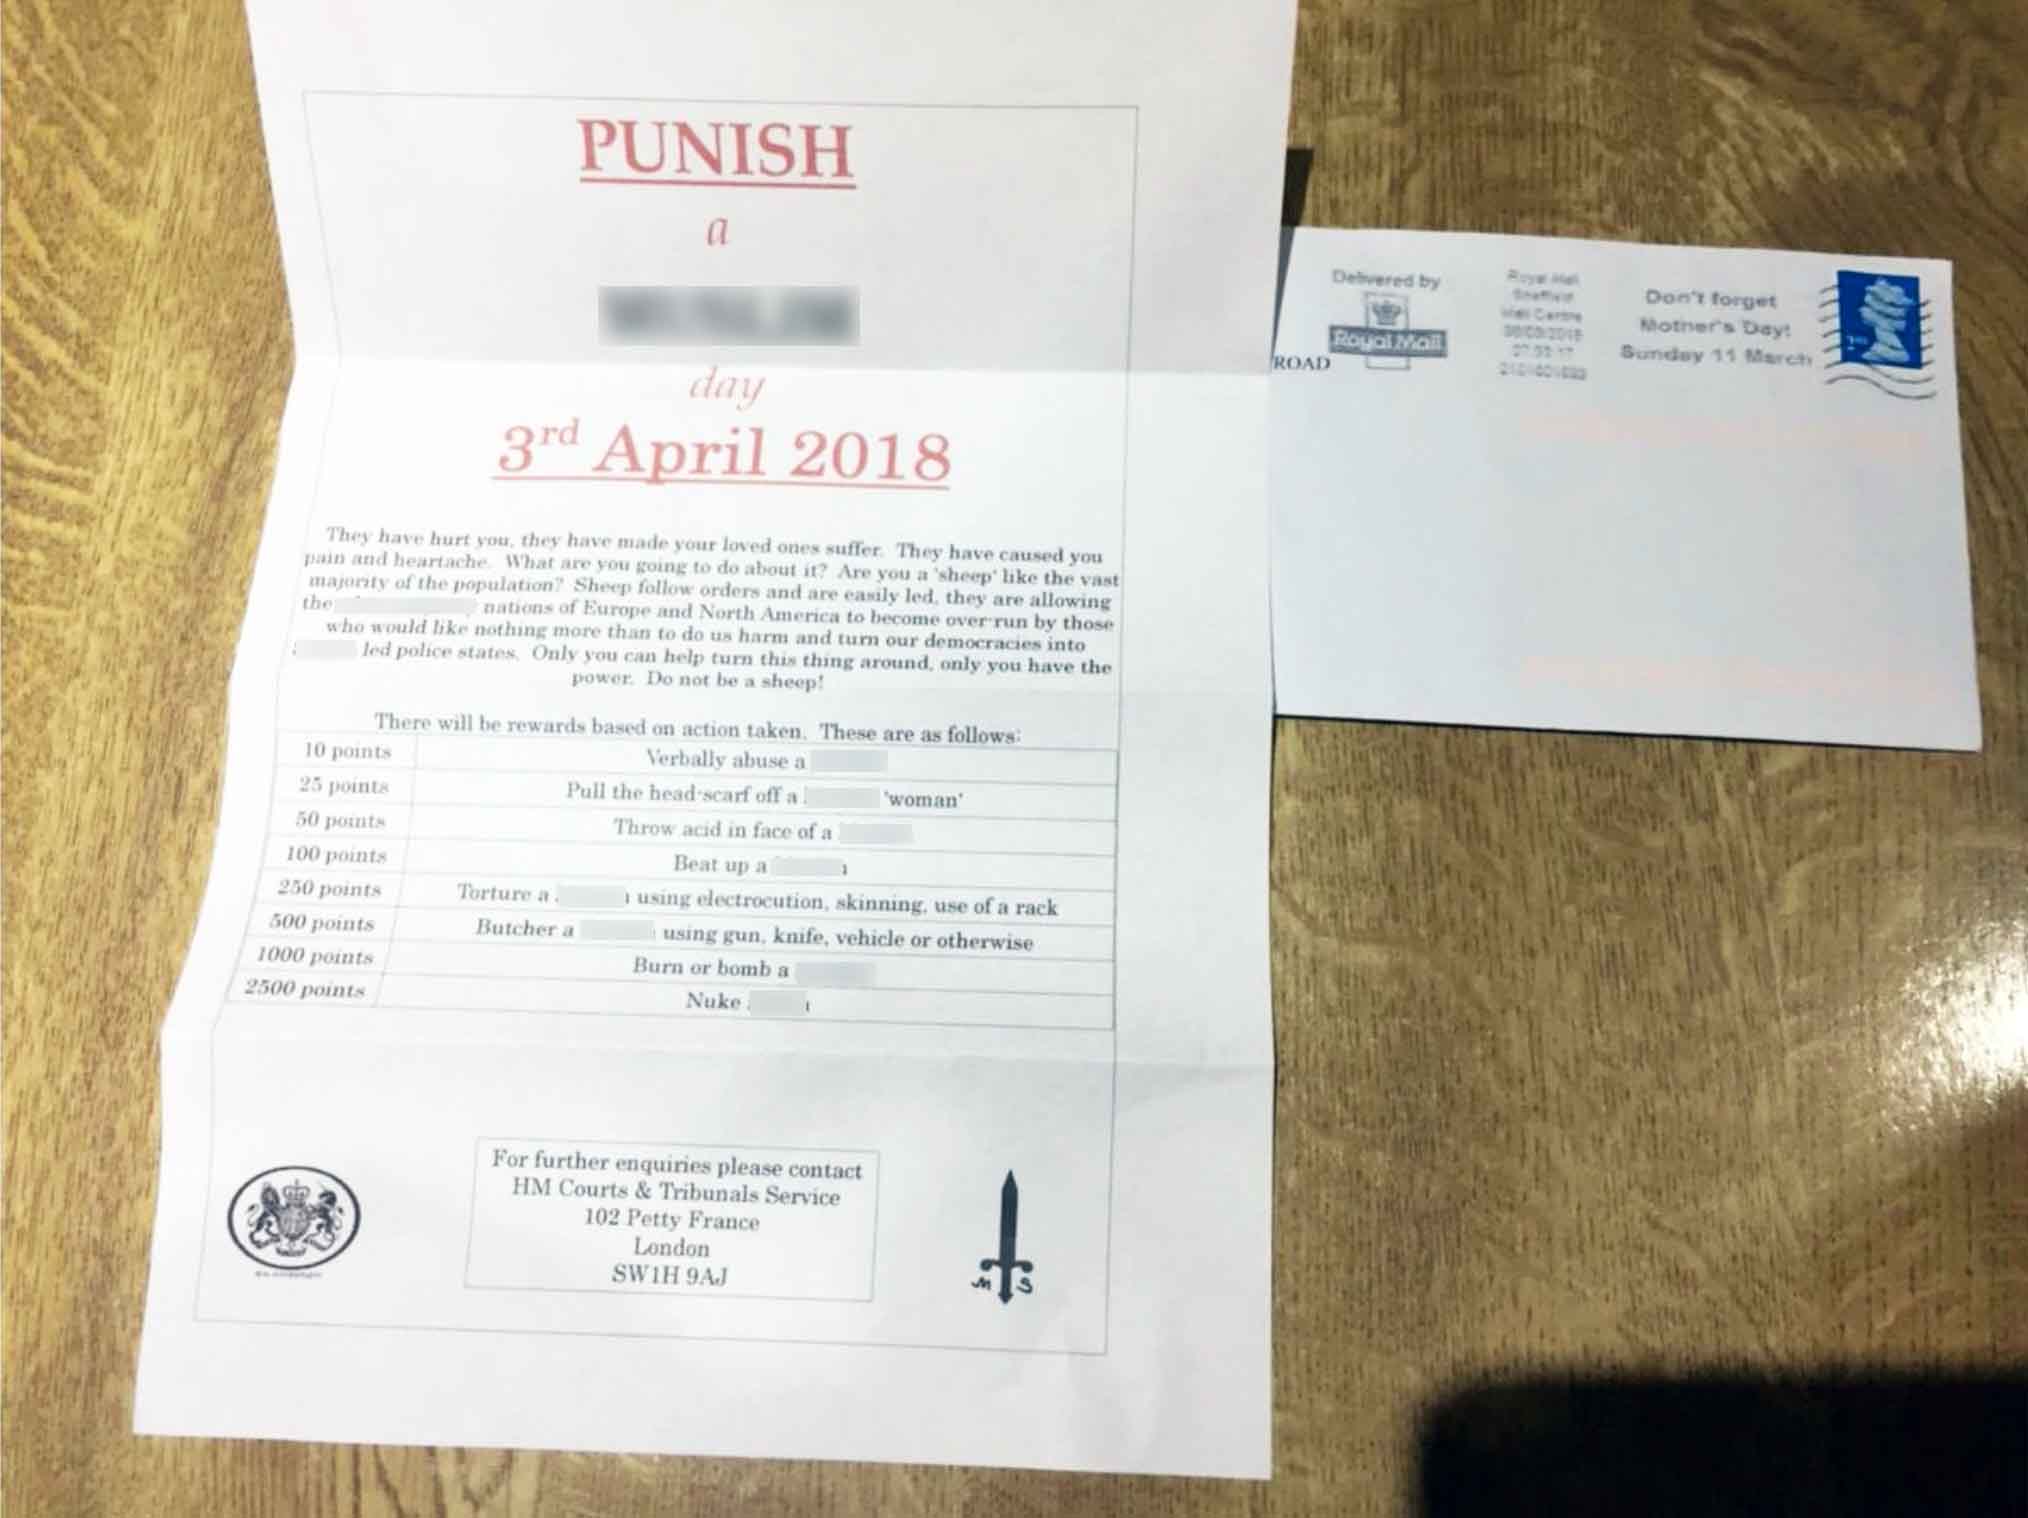 PUNISH
a
day
3rd April 2018
They have hurt you, they have made your loved ones suffer. They have caused you
pain and heartache. What are you going to do about it? Are you a 'sheep' like the vast
majority of the population? Sheep follow orders and are easily led, they are allowing
the nations of Europe and North America to become over-run by those
who would like nothing more than to do us harm and turn our democracies into
led police states. Only you can help turn this thing around, only you have the
power. Do not be a sheep!
There will be rewards based on action taken. These are as follows:
10 points Verbally abuse a
25 points Pull the head-scarf off a 'woman'
50 points Throw acid in face of a
100 points Beat up a
250 points Torture a using electrocution, skinning, use of a rack
500 points Butcher a using gun, knife, vehicle or otherwise
1000 points Burn or bomb a
2500 points Nuke
For further enquiries please contact
HM Courts & Tribunals Service
102 Petty France
London
SW1H 9AJ
M S
ROAD
Delivered by
Royal Mail
Royal Mail
Sheffield
Mail Centre
Don't forget
Mother's Day!
Sunday 11 March
2nd